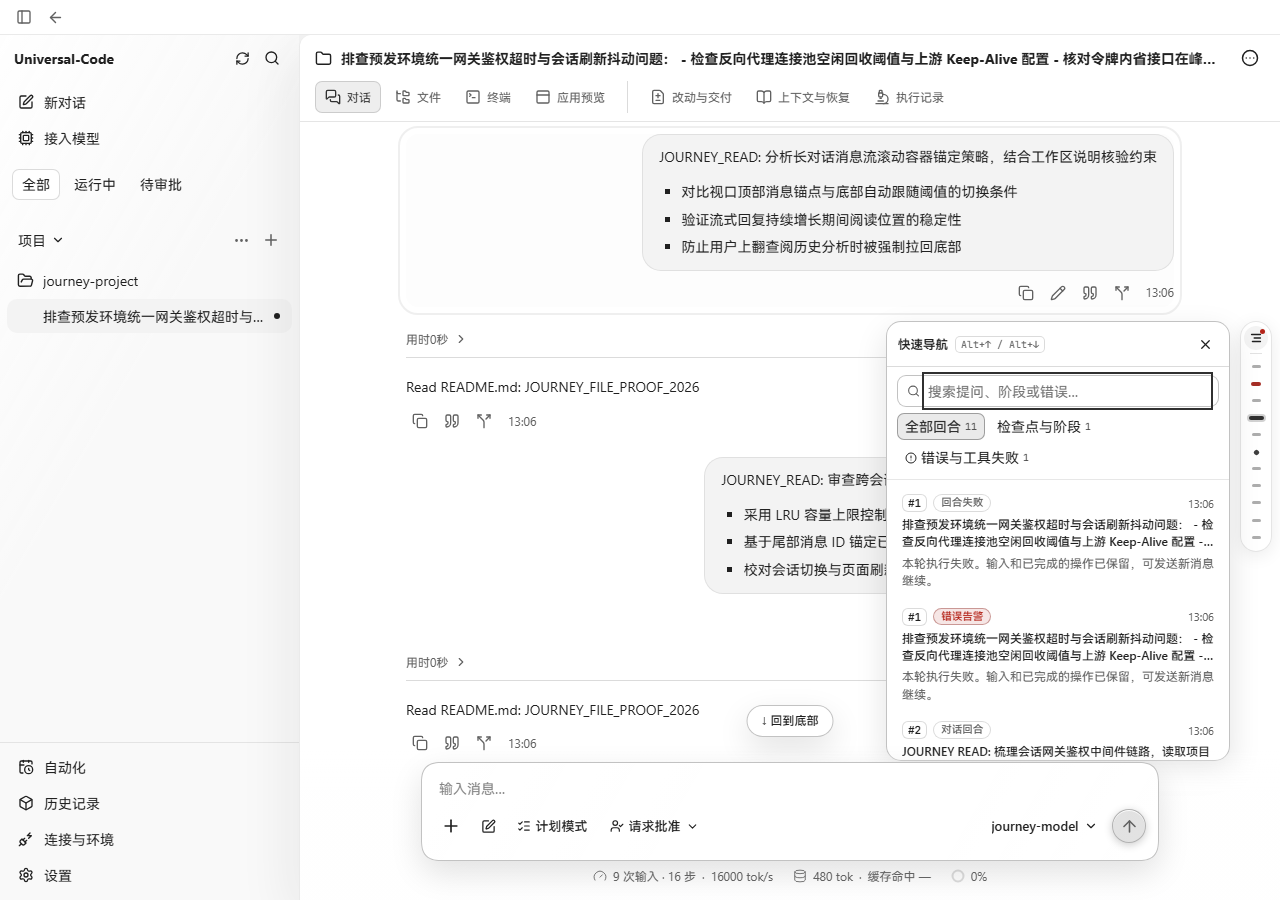 Universal-Code
新对话
接入模型
全部
运行中
待审批
项目
journey-project
排查预发环境统一网关鉴权超时与...
自动化
历史记录
连接与环境
设置
排查预发环境统一网关鉴权超时与会话刷新抖动问题： - 检查反向代理连接池空闲回收阈值与上游 Keep-Alive 配置 - 核对令牌内省接口在峰...
对话
文件
终端
应用预览
改动与交付
上下文与恢复
执行记录
JOURNEY_READ: 分析长对话消息流滚动容器锚定策略，结合工作区说明核验约束
对比视口顶部消息锚点与底部自动跟随阈值的切换条件
验证流式回复持续增长期间阅读位置的稳定性
防止用户上翻查阅历史分析时被强制拉回底部
13:06
用时0秒
Read README.md: JOURNEY_FILE_PROOF_2026
13:06
JOURNEY_READ: 审查跨会
采用 LRU 容量上限控制
基于尾部消息 ID 锚定
校对会话切换与页面刷
用时0秒
Read README.md: JOURNEY_FILE_PROOF_2026
13:06
↓ 回到底部
快速导航
Alt+↑ / Alt+↓
搜索提问、阶段或错误...
全部回合 11
检查点与阶段 1
错误与工具失败 1
#1 回合失败 13:06
排查预发环境统一网关鉴权超时与会话刷新抖动问题： - 检
查反向代理连接池空闲回收阈值与上游 Keep-Alive 配置 -...
本轮执行失败。输入和已完成的操作已保留，可发送新消息
继续。
#1 错误告警 13:06
排查预发环境统一网关鉴权超时与会话刷新抖动问题： - 检
查反向代理连接池空闲回收阈值与上游 Keep-Alive 配置 -...
本轮执行失败。输入和已完成的操作已保留，可发送新消息
继续。
#2 对话回合 13:06
JOURNEY READ: 梳理会话网关鉴权中间件链路，读取项目
输入消息...
计划模式
请求批准
journey-model
9 次输入 · 16 步 · 16000 tok/s
480 tok · 缓存命中 —
0%